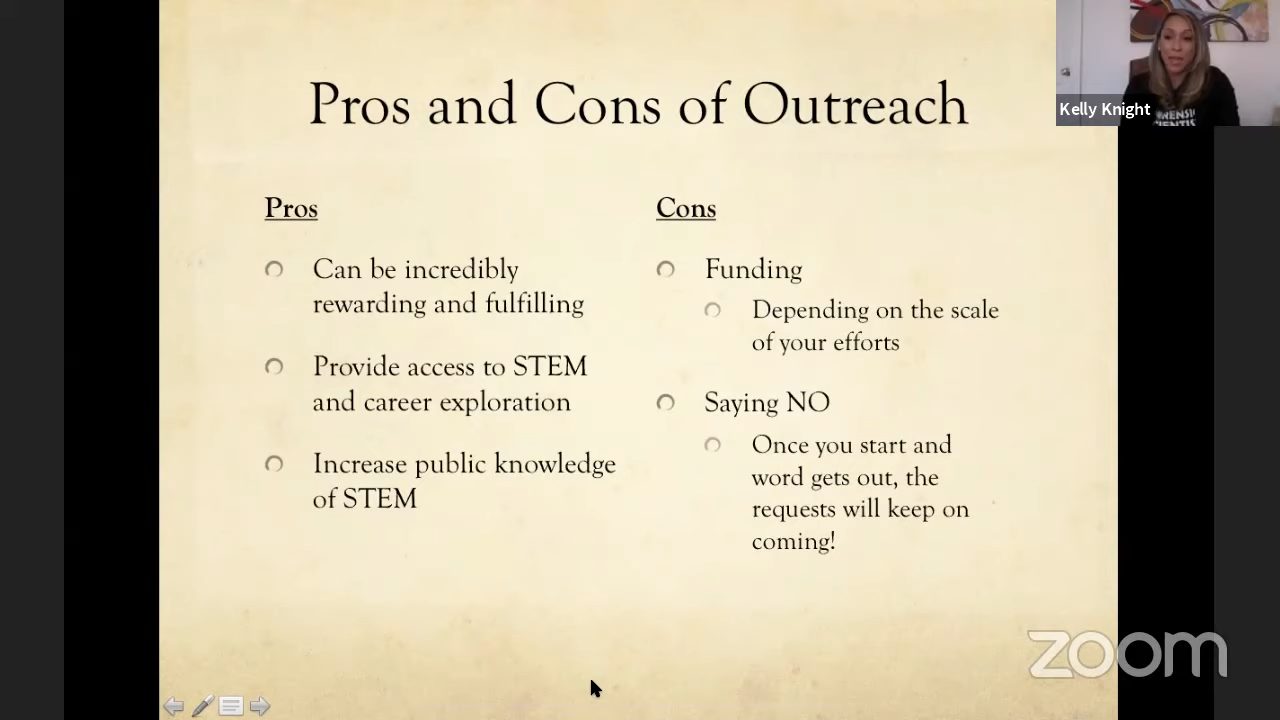 Pros and Cons of Outreach
Kelly Knight
Pros
Can be incredibly
rewarding and fulfilling
Provide access to STEM
and career exploration
Increase public knowledge
of STEM
Cons
Funding
Depending on the scale
of your efforts
Saying NO
Once you start and
word gets out, the
requests will keep on
coming!
zoom